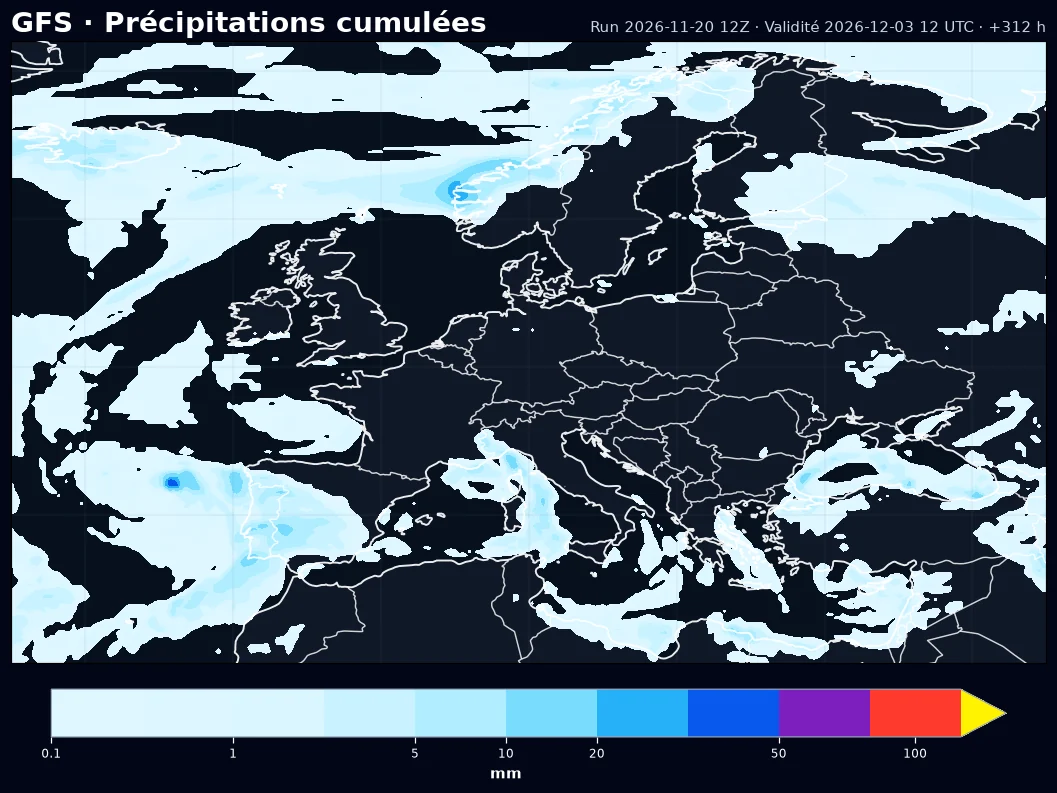 GFS · Précipitations cumulées
Run 2026-11-20 12Z · Validité 2026-12-03 12 UTC · +312 h
0.1 1 5 10 20 50 100
mm